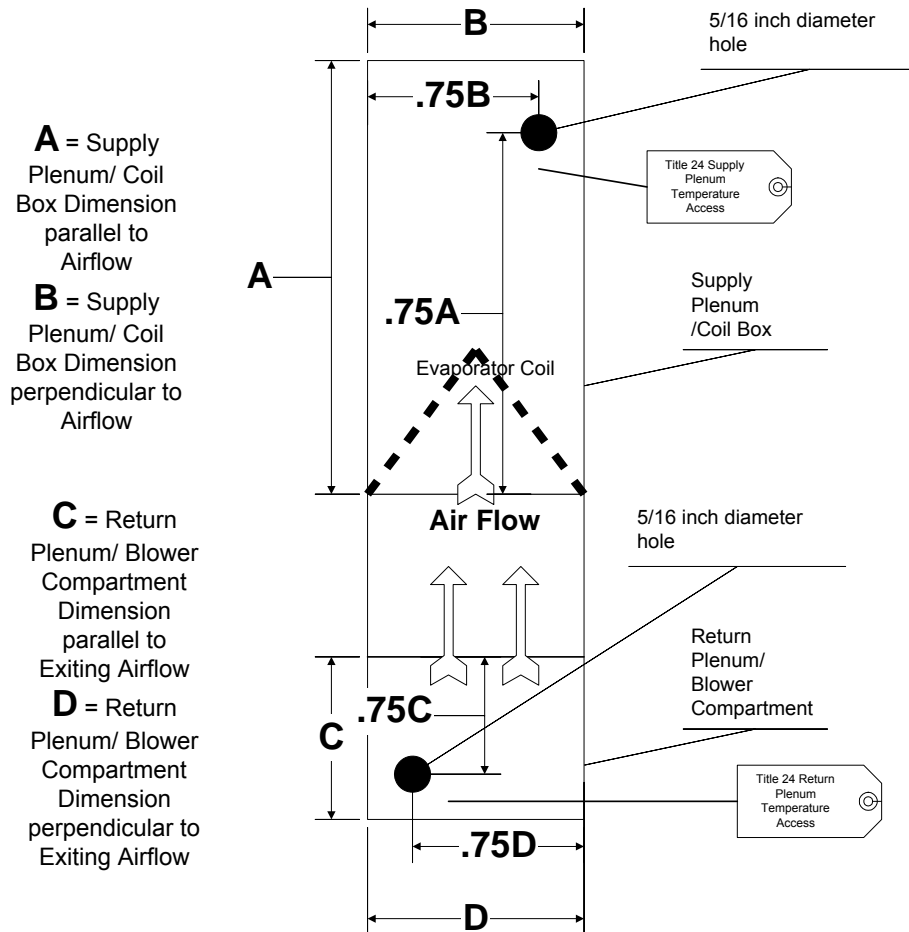 B
5/16 inch diameter
hole
.75B
A = Supply
Plenum/ Coil
Box Dimension
parallel to
Airflow
Title 24 Supply
Plenum
Temperature
Access
A
B = Supply
Plenum/ Coil
Box Dimension
perpendicular to
Airflow
.75A
Supply
Plenum
/Coil Box
Evaporator Coil
Air Flow
C = Return
Plenum/ Blower
Compartment
Dimension
parallel to
Exiting Airflow
5/16 inch diameter
hole
D = Return
Plenum/ Blower
Compartment
Dimension
perpendicular to
Exiting Airflow
C
.75C
Return
Plenum/
Blower
Compartment
Title 24 Return
Plenum
Temperature
Access
.75D
D